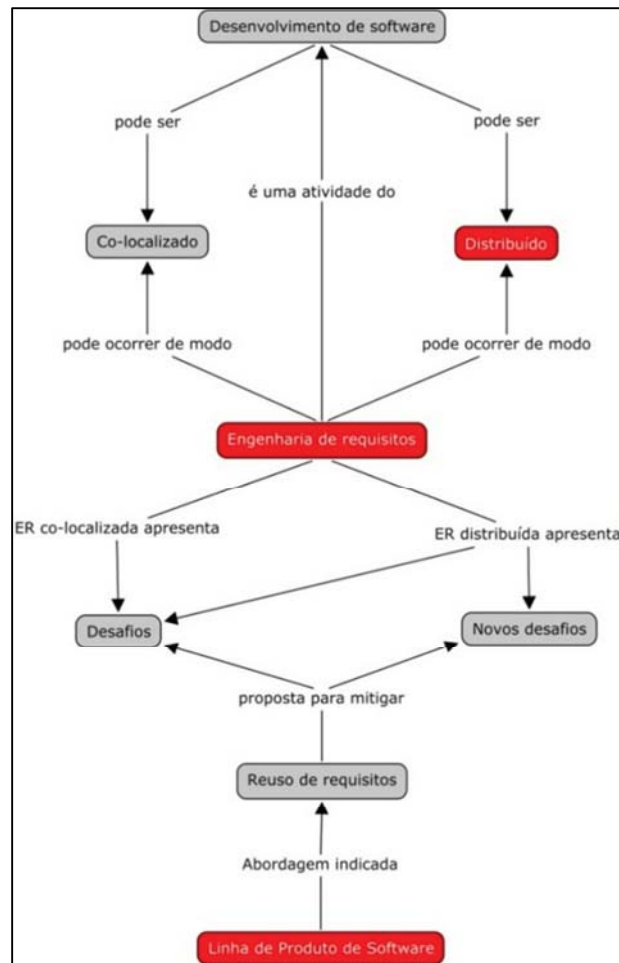 Desenvolvimento de software
pode ser
pode ser
é uma atividade do
Co-localizado
Distribuído
pode ocorrer de modo
pode ocorrer de modo
Engenharia de requisitos
ER co-localizada apresenta
ER distribuída apresenta
Desafios
Novos desafios
proposta para mitigar
Reuso de requisitos
Abordagem indicada
Linha de Produto de Software